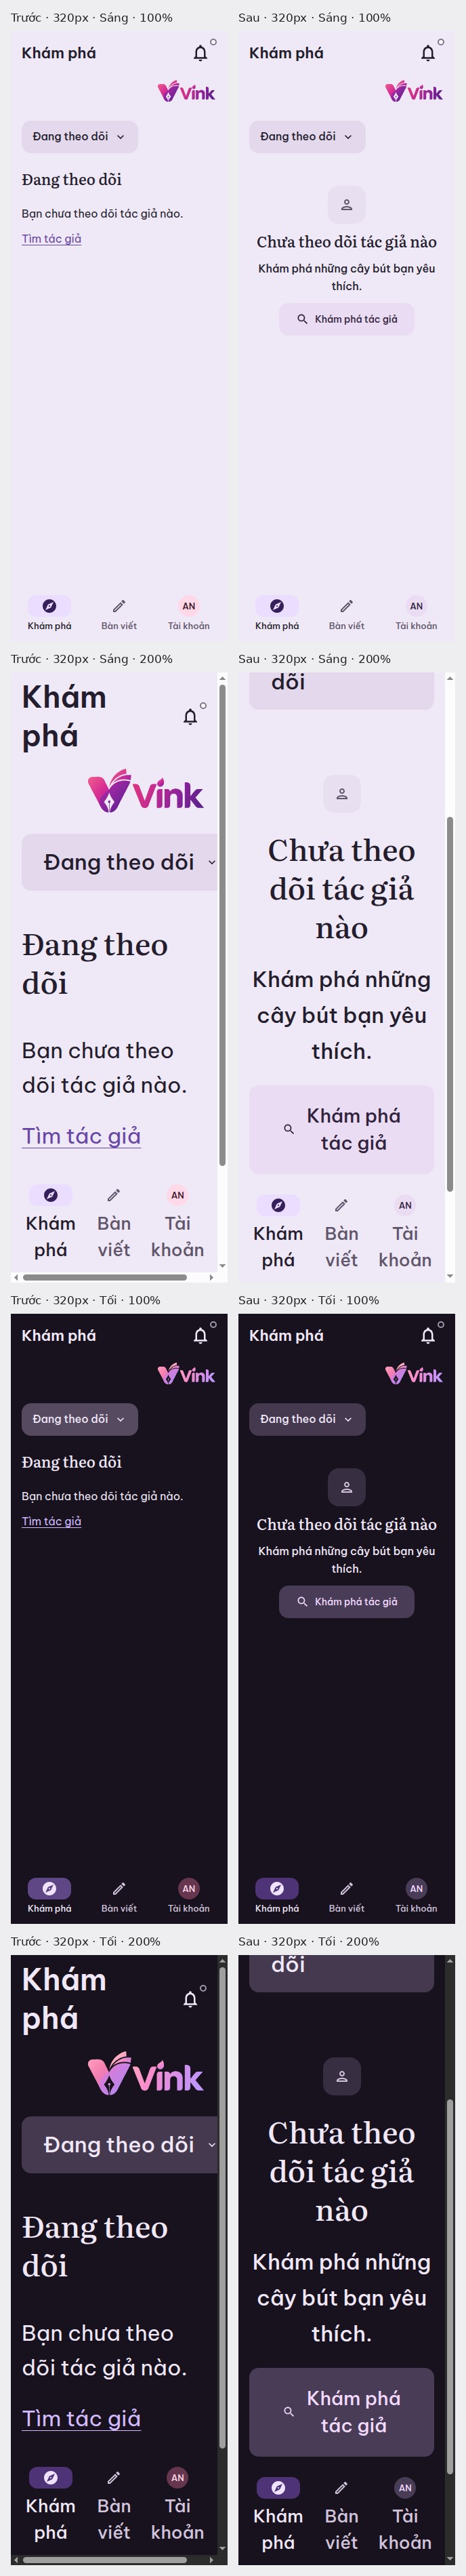 Trước · 320px · Sáng · 100%
Khám phá
Vink
Đang theo dõi
Đang theo dõi
Bạn chưa theo dõi tác giả nào.
Tìm tác giả
Khám phá
Bàn viết
AN
Tài khoản
Sau · 320px · Sáng · 100%
Khám phá
Vink
Đang theo dõi
Chưa theo dõi tác giả nào
Khám phá những cây bút bạn yêu
thích.
Khám phá tác giả
Khám phá
Bàn viết
AN
Tài khoản
Trước · 320px · Sáng · 200%
Khám
phá
Vink
Đang theo dõi
Đang theo
dõi
Bạn chưa theo
dõi tác giả nào.
Tìm tác giả
Khám
phá
Bàn
viết
AN
Tài
khoản
Sau · 320px · Sáng · 200%
dõi
Chưa theo
dõi tác giả
nào
Khám phá những
cây bút bạn yêu
thích.
Khám phá
tác giả
Khám
phá
Bàn
viết
AN
Tài
khoản
Trước · 320px · Tối · 100%
Khám phá
Vink
Đang theo dõi
Đang theo dõi
Bạn chưa theo dõi tác giả nào.
Tìm tác giả
Khám phá
Bàn viết
AN
Tài khoản
Sau · 320px · Tối · 100%
Khám phá
Vink
Đang theo dõi
Chưa theo dõi tác giả nào
Khám phá những cây bút bạn yêu
thích.
Khám phá tác giả
Khám phá
Bàn viết
AN
Tài khoản
Trước · 320px · Tối · 200%
Khám
phá
Vink
Đang theo dõi
Đang theo
dõi
Bạn chưa theo
dõi tác giả nào.
Tìm tác giả
Khám
phá
Bàn
viết
AN
Tài
khoản
Sau · 320px · Tối · 200%
dõi
Chưa theo
dõi tác giả
nào
Khám phá những
cây bút bạn yêu
thích.
Khám phá
tác giả
Khám
phá
Bàn
viết
AN
Tài
khoản